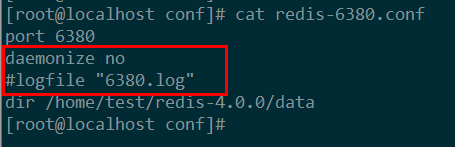 [root@localhost conf]# cat redis-6380.conf
port 6380
daemonize no
#logfile "6380.log"
dir /home/test/redis-4.0.0/data
[root@localhost conf]#